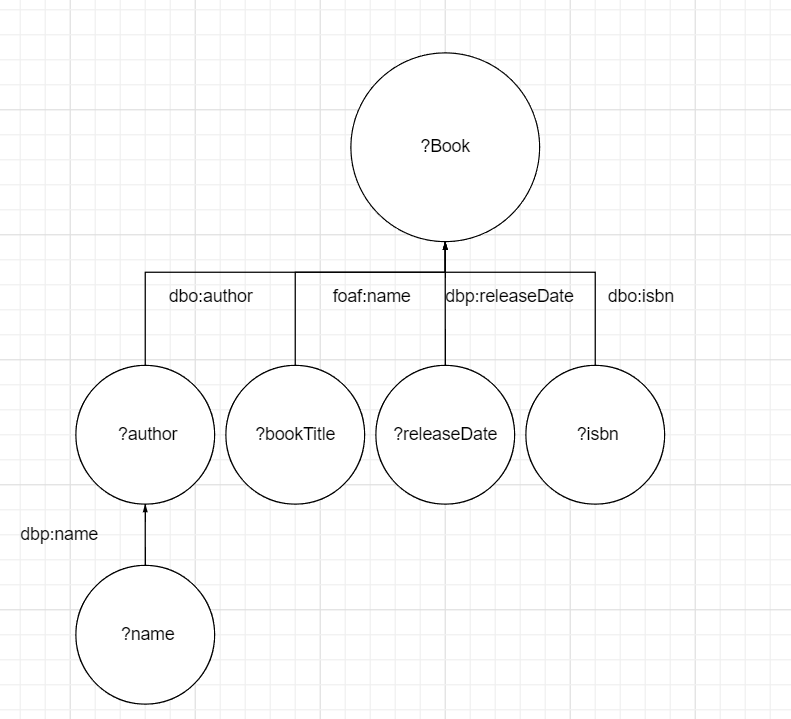 ?Book
dbo:author
foaf:name
dbp:releaseDate
dbo:isbn
?author
?bookTitle
?releaseDate
?isbn
dbp:name
?name